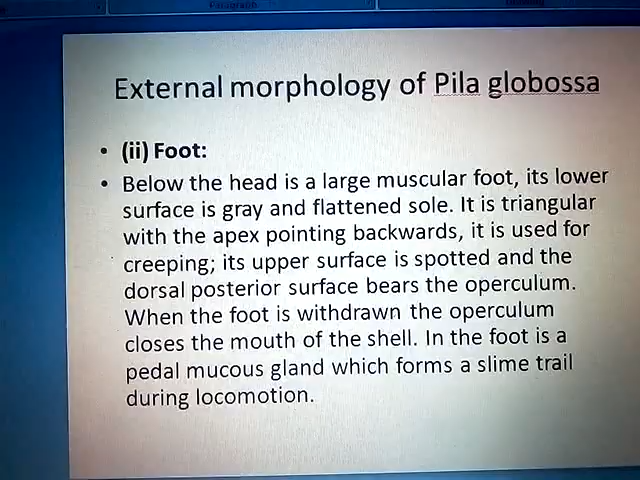 Paragraph
External morphology of Pila globossa
• (ii) Foot:
• Below the head is a large muscular foot, its lower
surface is gray and flattened sole. It is triangular
with the apex pointing backwards, it is used for
creeping; its upper surface is spotted and the
dorsal posterior surface bears the operculum.
When the foot is withdrawn the operculum
closes the mouth of the shell. In the foot is a
pedal mucous gland which forms a slime trail
during locomotion.